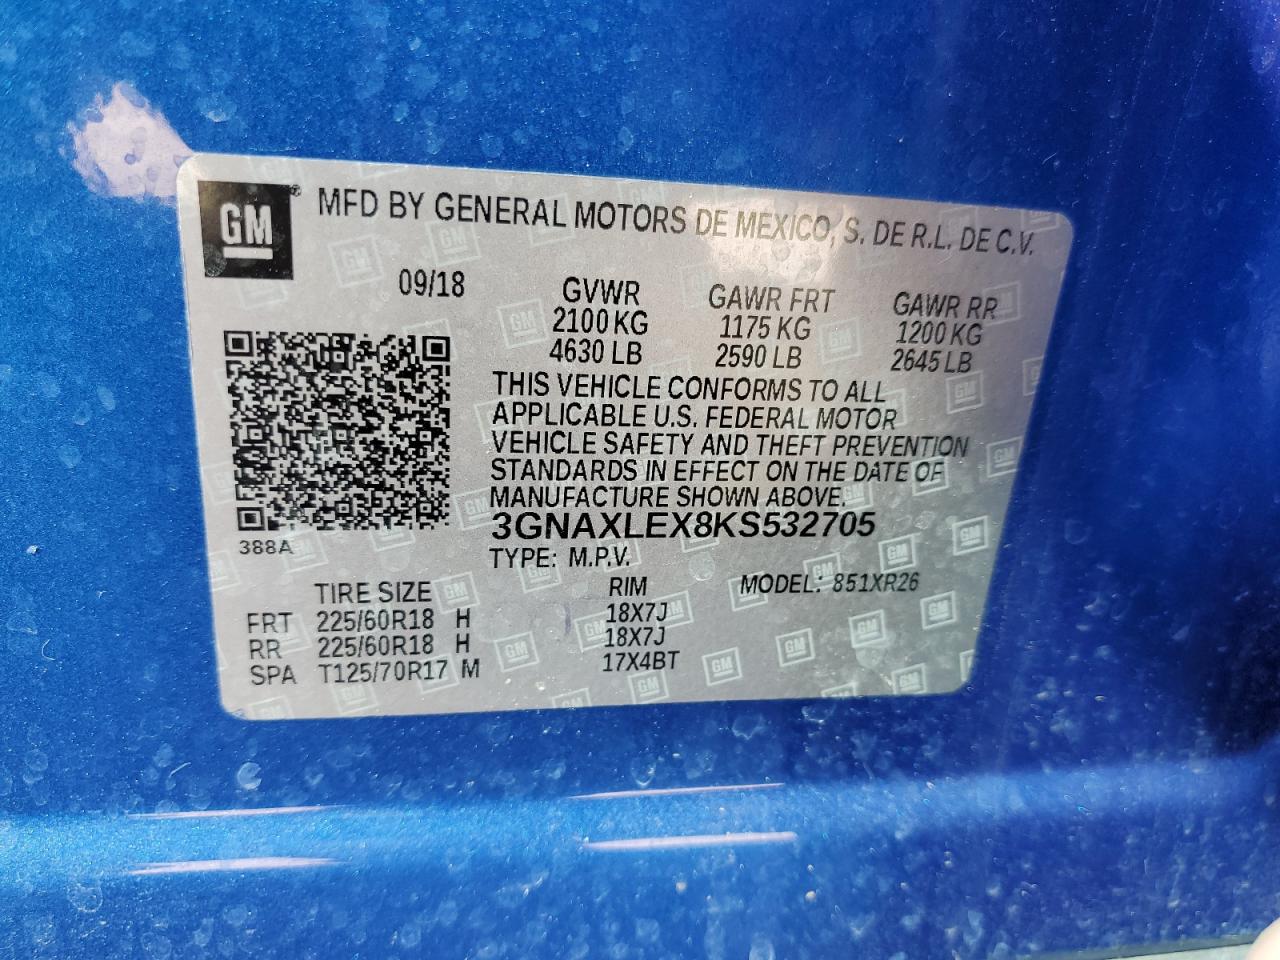 GM® MFD BY GENERAL MOTORS DE MEXICO, S. DE R.L. DE C.V.
09/18 GVWR GAWR FRT GAWR RR
2100 KG 1175 KG 1200 KG
4630 LB 2590 LB 2645 LB
THIS VEHICLE CONFORMS TO ALL
APPLICABLE U.S. FEDERAL MOTOR
VEHICLE SAFETY AND THEFT PREVENTION
STANDARDS IN EFFECT ON THE DATE OF
MANUFACTURE SHOWN ABOVE.
3GNAXLEX8KS532705
388A TYPE: M.P.V.
TIRE SIZE RIM MODEL: 851XR26
FRT 225/60R18 H 18X7J
RR 225/60R18 H 18X7J
SPA T125/70R17 M 17X4BT